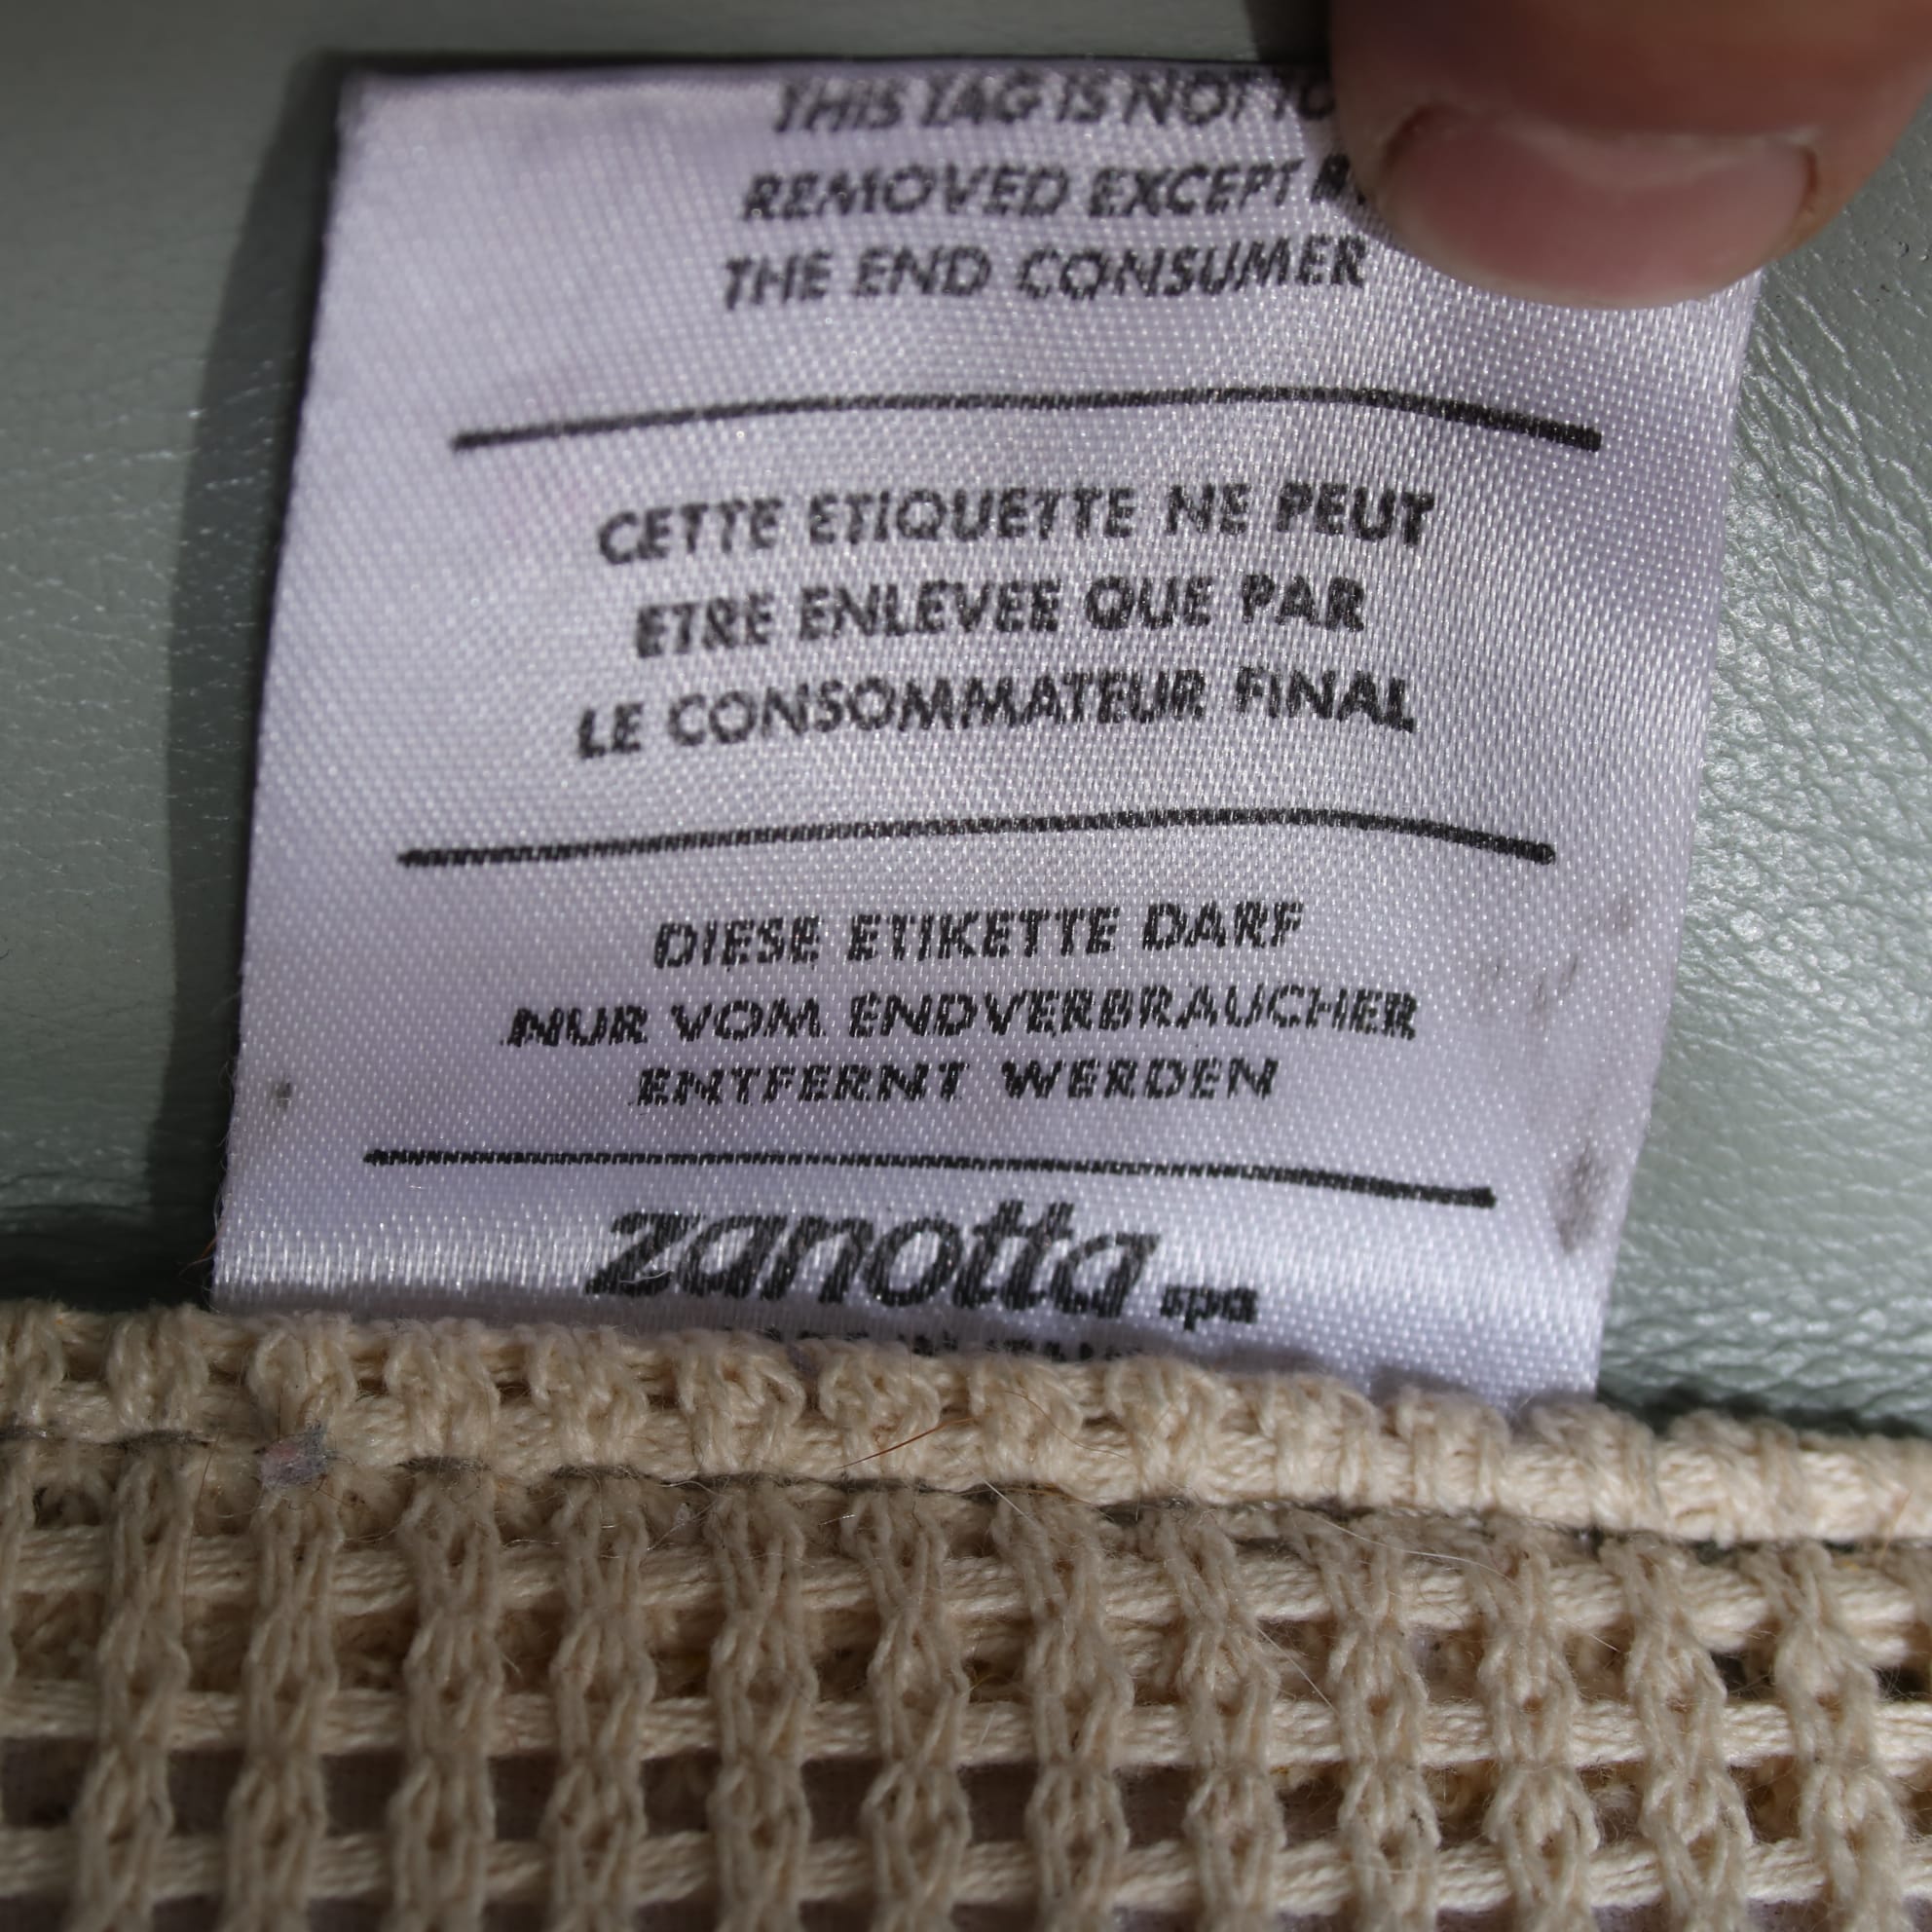 THIS TAG IS NOT TO
REMOVED EXCEPT
THE END CONSUMER
CETTE ETIQUETTE NE PEUT
ETRE ENLEVEE QUE PAR
LE CONSOMMATEUR FINAL
DIESE ETIKETTE DARF
NUR VOM ENDVERBRAUCHER
ENTFERNT WERDEN
zanotta spa